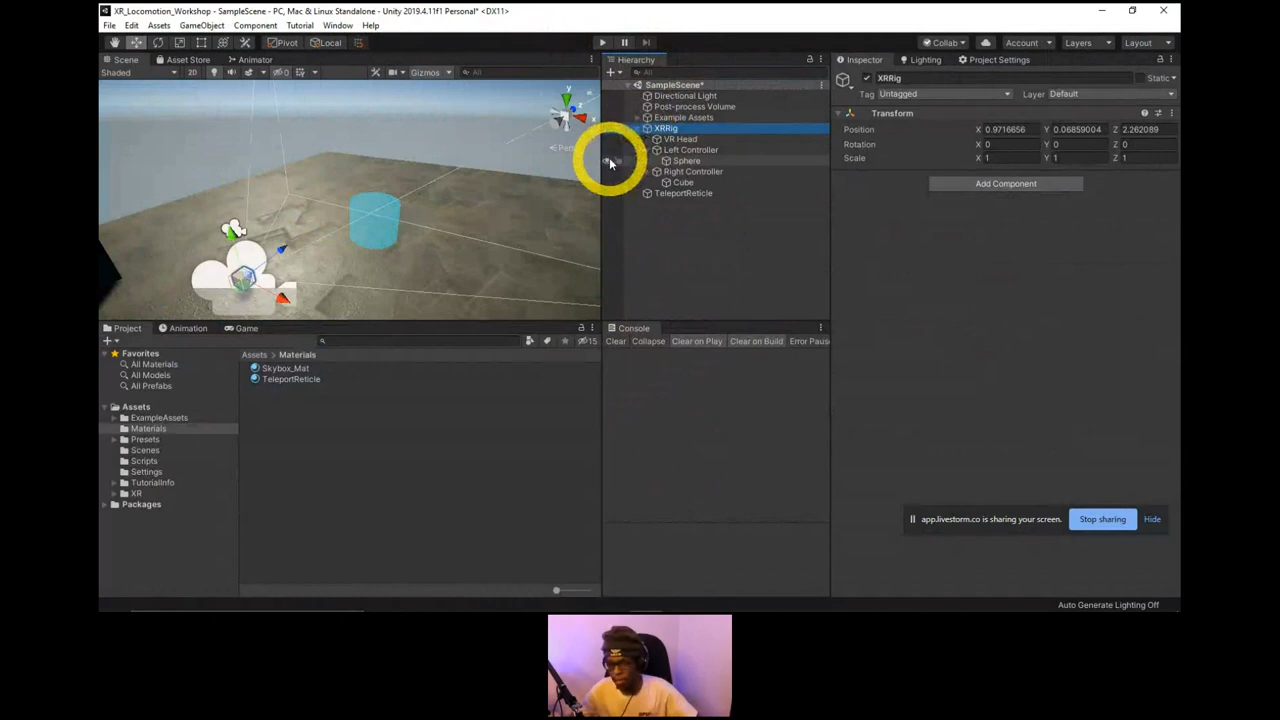 XR_Locomotion_Workshop - SampleScene - PC, Mac & Linux Standalone - Unity 2019.4.11f1 Personal* <DX11>
File Edit Assets GameObject Component Tutorial Window Help
Pivot Local Collab Account Layers Layout
Scene Asset Store Animator
Shaded 2D 0 Gizmos All
y
z
x
Pers
Hierarchy
All
SampleScene*
Directional Light
Post-process Volume
Example Assets
XRRig
VR Head
Left Controller
Sphere
Right Controller
Cube
TeleportReticle
Inspector Lighting Project Settings
XRRig Static
Tag Untagged Layer Default
Transform
Position X 0.9716656 Y 0.06859004 Z 2.262089
Rotation X 0 Y 0 Z 0
Scale X 1 Y 1 Z 1
Add Component
Project Animation Game
15
Favorites
All Materials
All Models
All Prefabs
Assets
ExampleAssets
Materials
Presets
Scenes
Scripts
Settings
TutorialInfo
XR
Packages
Assets > Materials
Skybox_Mat
TeleportReticle
Console
Clear Collapse Clear on Play Clear on Build Error Paus
app.livestorm.co is sharing your screen. Stop sharing Hide
Auto Generate Lighting Off